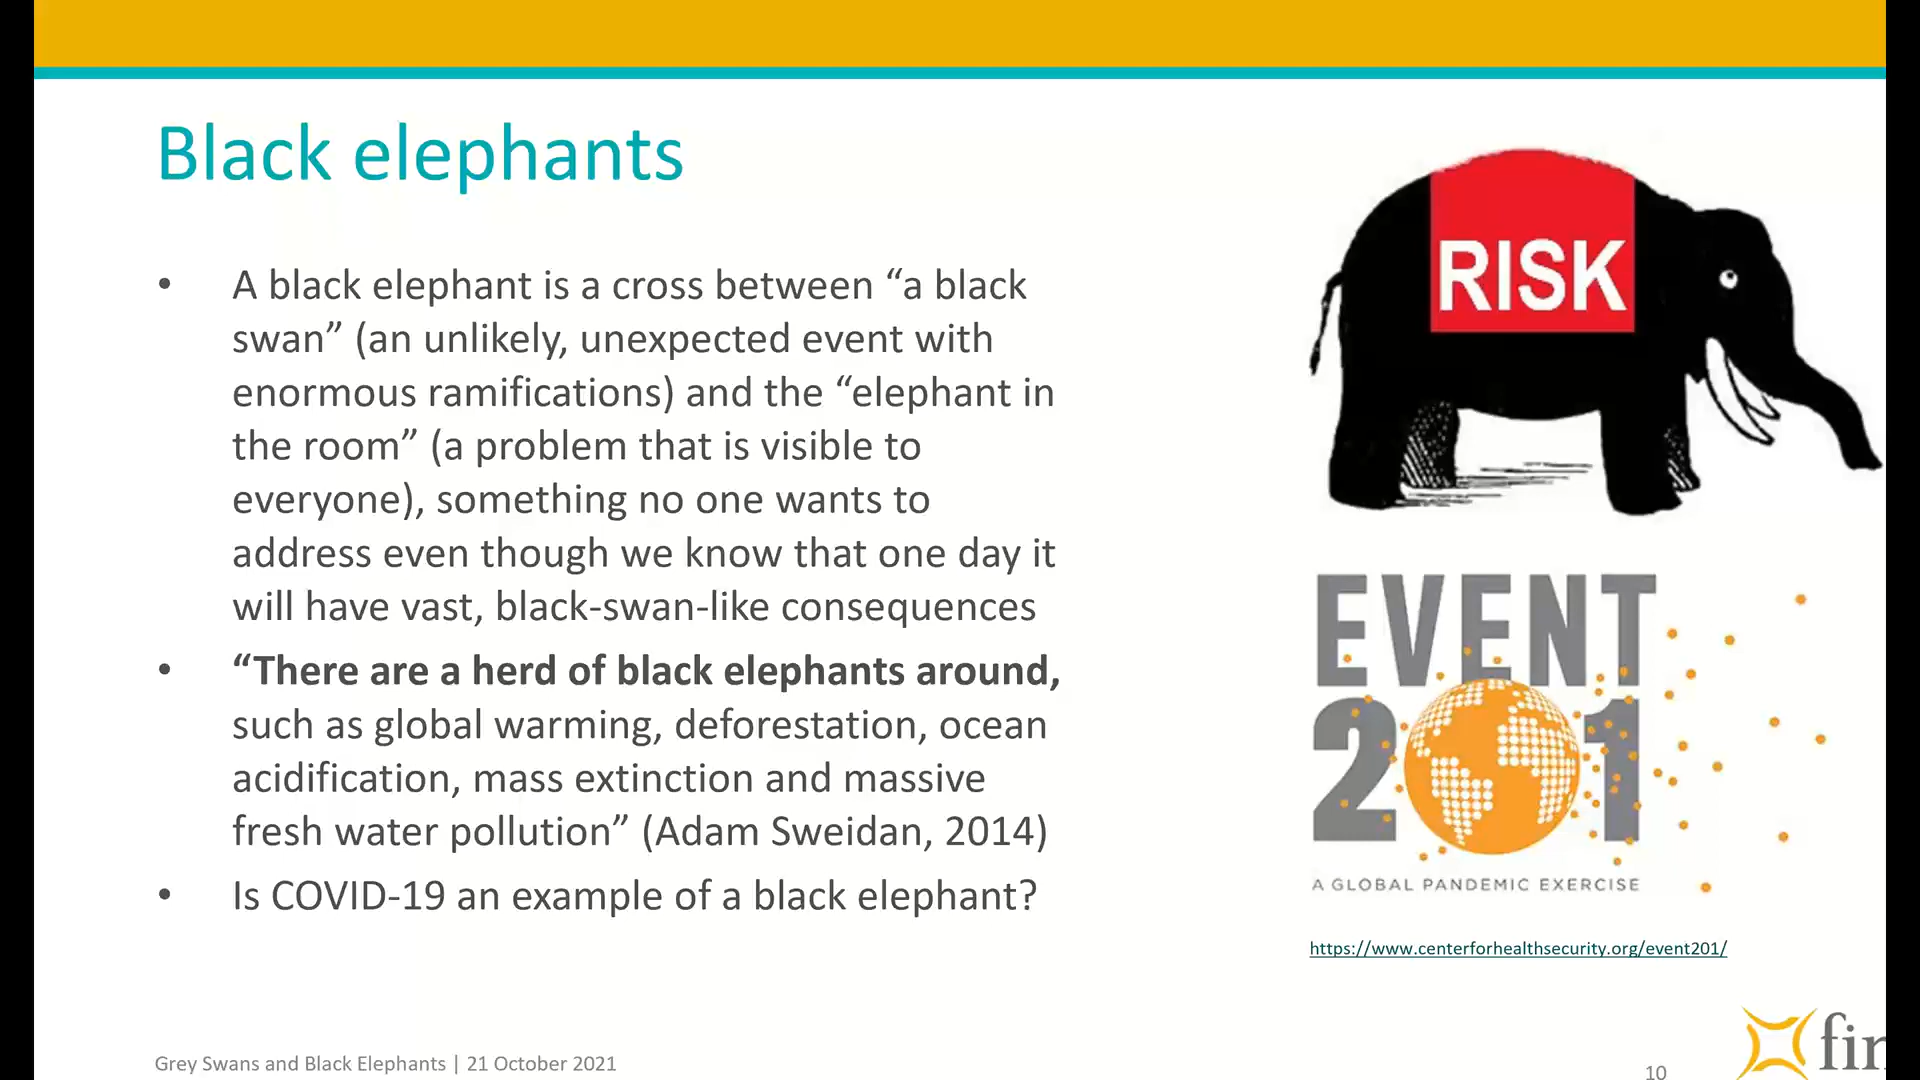 Black elephants
• A black elephant is a cross between “a black
swan” (an unlikely, unexpected event with
enormous ramifications) and the “elephant in
the room” (a problem that is visible to
everyone), something no one wants to
address even though we know that one day it
will have vast, black-swan-like consequences
• “There are a herd of black elephants around,
such as global warming, deforestation, ocean
acidification, mass extinction and massive
fresh water pollution” (Adam Sweidan, 2014)
• Is COVID-19 an example of a black elephant?
RISK
EVENT
201
A GLOBAL PANDEMIC EXERCISE
https://www.centerforhealthsecurity.org/event201/
Grey Swans and Black Elephants | 21 October 2021
10